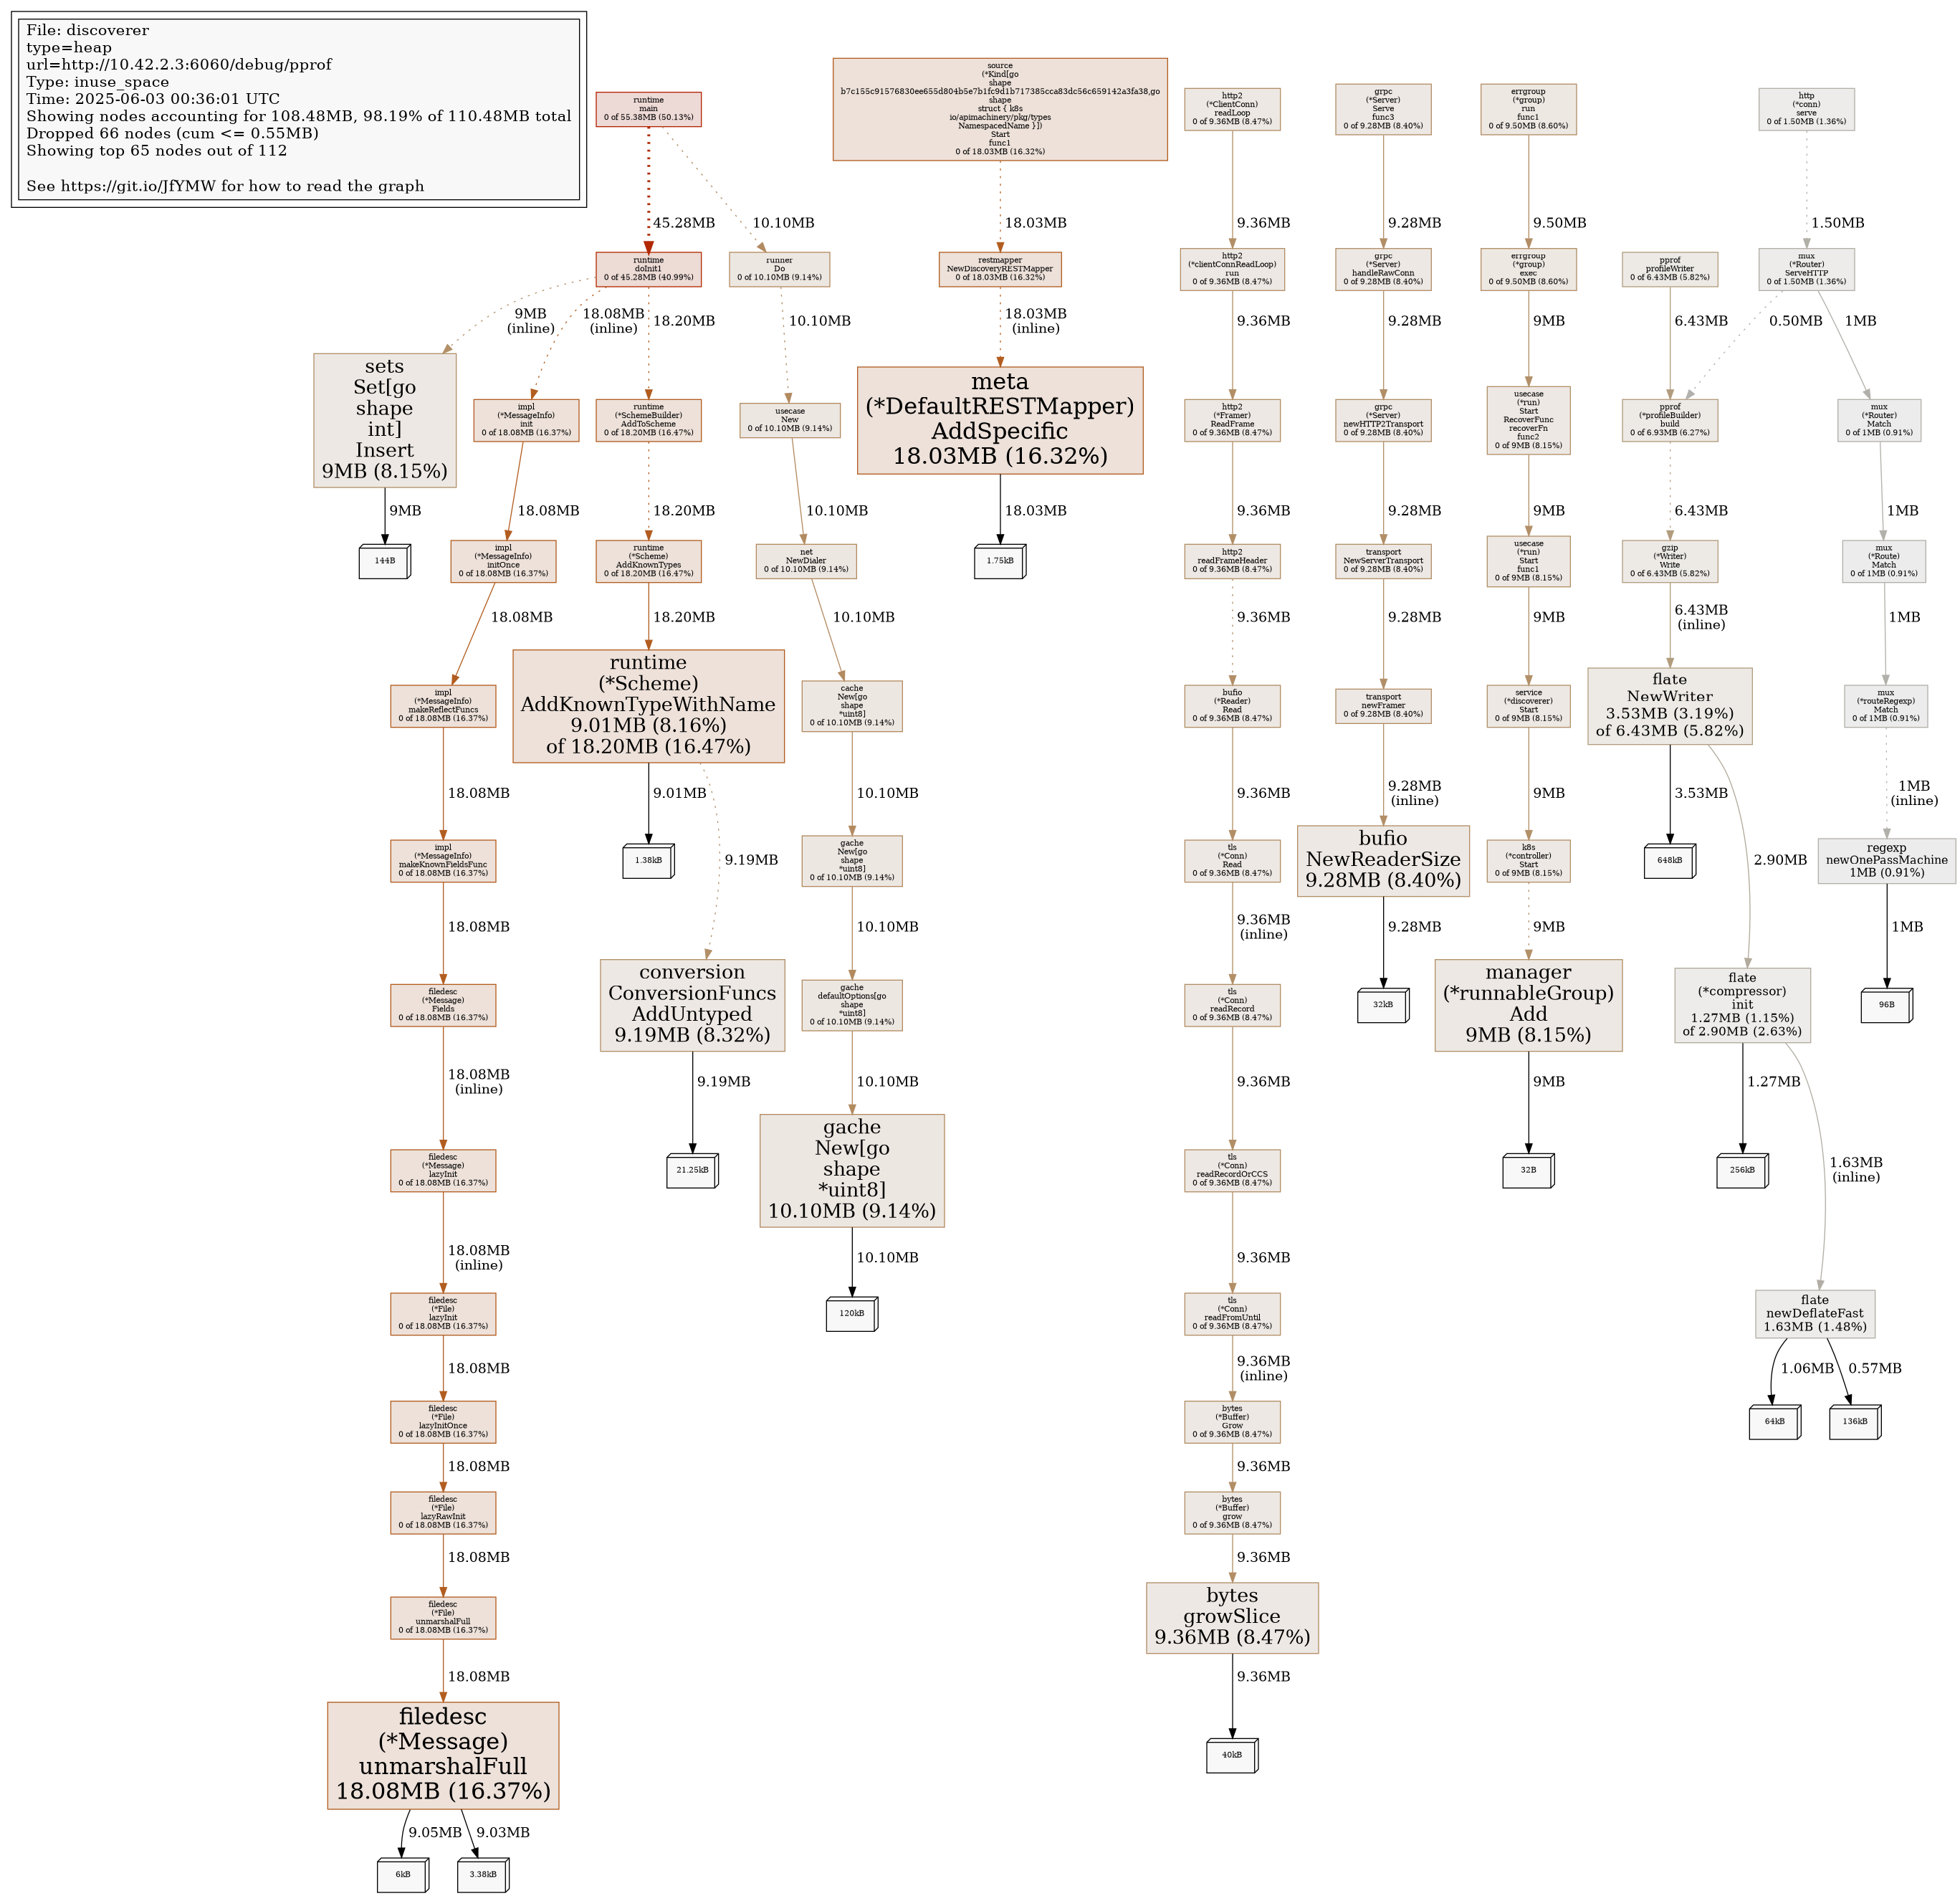 File: discoverer
type=heap
url=http://10.42.2.3:6060/debug/pprof
Type: inuse_space
Time: 2025-06-03 00:36:01 UTC
Showing nodes accounting for 108.48MB, 98.19% of 110.48MB total
Dropped 66 nodes (cum <= 0.55MB)
Showing top 65 nodes out of 112
See https://git.io/JfYMW for how to read the graph
runtime
main
0 of 55.38MB (50.13%)
source
(*Kind[go
shape
b7c155c91576830ee655d804b5e7b1fc9d1b717385cca83dc56c659142a3fa38,go
shape
struct { k8s
io/apimachinery/pkg/types
NamespacedName }])
Start
func1
0 of 18.03MB (16.32%)
http2
(*ClientConn)
readLoop
0 of 9.36MB (8.47%)
grpc
(*Server)
Serve
func3
0 of 9.28MB (8.40%)
errgroup
(*group)
run
func1
0 of 9.50MB (8.60%)
http
(*conn)
serve
0 of 1.50MB (1.36%)
45.28MB
10.10MB
18.03MB
9.36MB
9.28MB
9.50MB
1.50MB
runtime
doInit1
0 of 45.28MB (40.99%)
runner
Do
0 of 10.10MB (9.14%)
restmapper
NewDiscoveryRESTMapper
0 of 18.03MB (16.32%)
http2
(*clientConnReadLoop)
run
0 of 9.36MB (8.47%)
grpc
(*Server)
handleRawConn
0 of 9.28MB (8.40%)
errgroup
(*group)
exec
0 of 9.50MB (8.60%)
pprof
profileWriter
0 of 6.43MB (5.82%)
mux
(*Router)
ServeHTTP
0 of 1.50MB (1.36%)
9MB
(inline)
18.08MB
(inline)
18.20MB
10.10MB
18.03MB
(inline)
9.36MB
9.28MB
9MB
6.43MB
0.50MB
1MB
sets
Set[go
shape
int]
Insert
9MB (8.15%)
impl
(*MessageInfo)
init
0 of 18.08MB (16.37%)
runtime
(*SchemeBuilder)
AddToScheme
0 of 18.20MB (16.47%)
usecase
New
0 of 10.10MB (9.14%)
meta
(*DefaultRESTMapper)
AddSpecific
18.03MB (16.32%)
http2
(*Framer)
ReadFrame
0 of 9.36MB (8.47%)
grpc
(*Server)
newHTTP2Transport
0 of 9.28MB (8.40%)
usecase
(*run)
Start
RecoverFunc
recoverFn
func2
0 of 9MB (8.15%)
pprof
(*profileBuilder)
build
0 of 6.93MB (6.27%)
mux
(*Router)
Match
0 of 1MB (0.91%)
9MB
18.08MB
18.20MB
10.10MB
18.03MB
9.36MB
9.28MB
9MB
6.43MB
1MB
144B
impl
(*MessageInfo)
initOnce
0 of 18.08MB (16.37%)
runtime
(*Scheme)
AddKnownTypes
0 of 18.20MB (16.47%)
net
NewDialer
0 of 10.10MB (9.14%)
1.75kB
http2
readFrameHeader
0 of 9.36MB (8.47%)
transport
NewServerTransport
0 of 9.28MB (8.40%)
usecase
(*run)
Start
func1
0 of 9MB (8.15%)
gzip
(*Writer)
Write
0 of 6.43MB (5.82%)
mux
(*Route)
Match
0 of 1MB (0.91%)
18.08MB
18.20MB
10.10MB
9.36MB
9.28MB
9MB
6.43MB
(inline)
1MB
impl
(*MessageInfo)
makeReflectFuncs
0 of 18.08MB (16.37%)
runtime
(*Scheme)
AddKnownTypeWithName
9.01MB (8.16%)
of 18.20MB (16.47%)
cache
New[go
shape
*uint8]
0 of 10.10MB (9.14%)
bufio
(*Reader)
Read
0 of 9.36MB (8.47%)
transport
newFramer
0 of 9.28MB (8.40%)
service
(*discoverer)
Start
0 of 9MB (8.15%)
flate
NewWriter
3.53MB (3.19%)
of 6.43MB (5.82%)
mux
(*routeRegexp)
Match
0 of 1MB (0.91%)
18.08MB
9.01MB
9.19MB
10.10MB
9.36MB
9.28MB
(inline)
9MB
3.53MB
2.90MB
1MB
(inline)
impl
(*MessageInfo)
makeKnownFieldsFunc
0 of 18.08MB (16.37%)
1.38kB
gache
New[go
shape
*uint8]
0 of 10.10MB (9.14%)
tls
(*Conn)
Read
0 of 9.36MB (8.47%)
bufio
NewReaderSize
9.28MB (8.40%)
k8s
(*controller)
Start
0 of 9MB (8.15%)
648kB
regexp
newOnePassMachine
1MB (0.91%)
18.08MB
10.10MB
9.36MB
(inline)
9.28MB
9MB
1MB
filedesc
(*Message)
Fields
0 of 18.08MB (16.37%)
conversion
ConversionFuncs
AddUntyped
9.19MB (8.32%)
gache
defaultOptions[go
shape
*uint8]
0 of 10.10MB (9.14%)
tls
(*Conn)
readRecord
0 of 9.36MB (8.47%)
32kB
manager
(*runnableGroup)
Add
9MB (8.15%)
flate
(*compressor)
init
1.27MB (1.15%)
of 2.90MB (2.63%)
96B
18.08MB
(inline)
9.19MB
10.10MB
9.36MB
9MB
1.27MB
1.63MB
(inline)
filedesc
(*Message)
lazyInit
0 of 18.08MB (16.37%)
21.25kB
gache
New[go
shape
*uint8]
10.10MB (9.14%)
tls
(*Conn)
readRecordOrCCS
0 of 9.36MB (8.47%)
32B
256kB
18.08MB
(inline)
10.10MB
9.36MB
filedesc
(*File)
lazyInit
0 of 18.08MB (16.37%)
120kB
tls
(*Conn)
readFromUntil
0 of 9.36MB (8.47%)
flate
newDeflateFast
1.63MB (1.48%)
18.08MB
9.36MB
(inline)
1.06MB
0.57MB
filedesc
(*File)
lazyInitOnce
0 of 18.08MB (16.37%)
bytes
(*Buffer)
Grow
0 of 9.36MB (8.47%)
64kB
136kB
18.08MB
9.36MB
filedesc
(*File)
lazyRawInit
0 of 18.08MB (16.37%)
bytes
(*Buffer)
grow
0 of 9.36MB (8.47%)
18.08MB
9.36MB
filedesc
(*File)
unmarshalFull
0 of 18.08MB (16.37%)
bytes
growSlice
9.36MB (8.47%)
18.08MB
9.36MB
filedesc
(*Message)
unmarshalFull
18.08MB (16.37%)
40kB
9.05MB
9.03MB
6kB
3.38kB